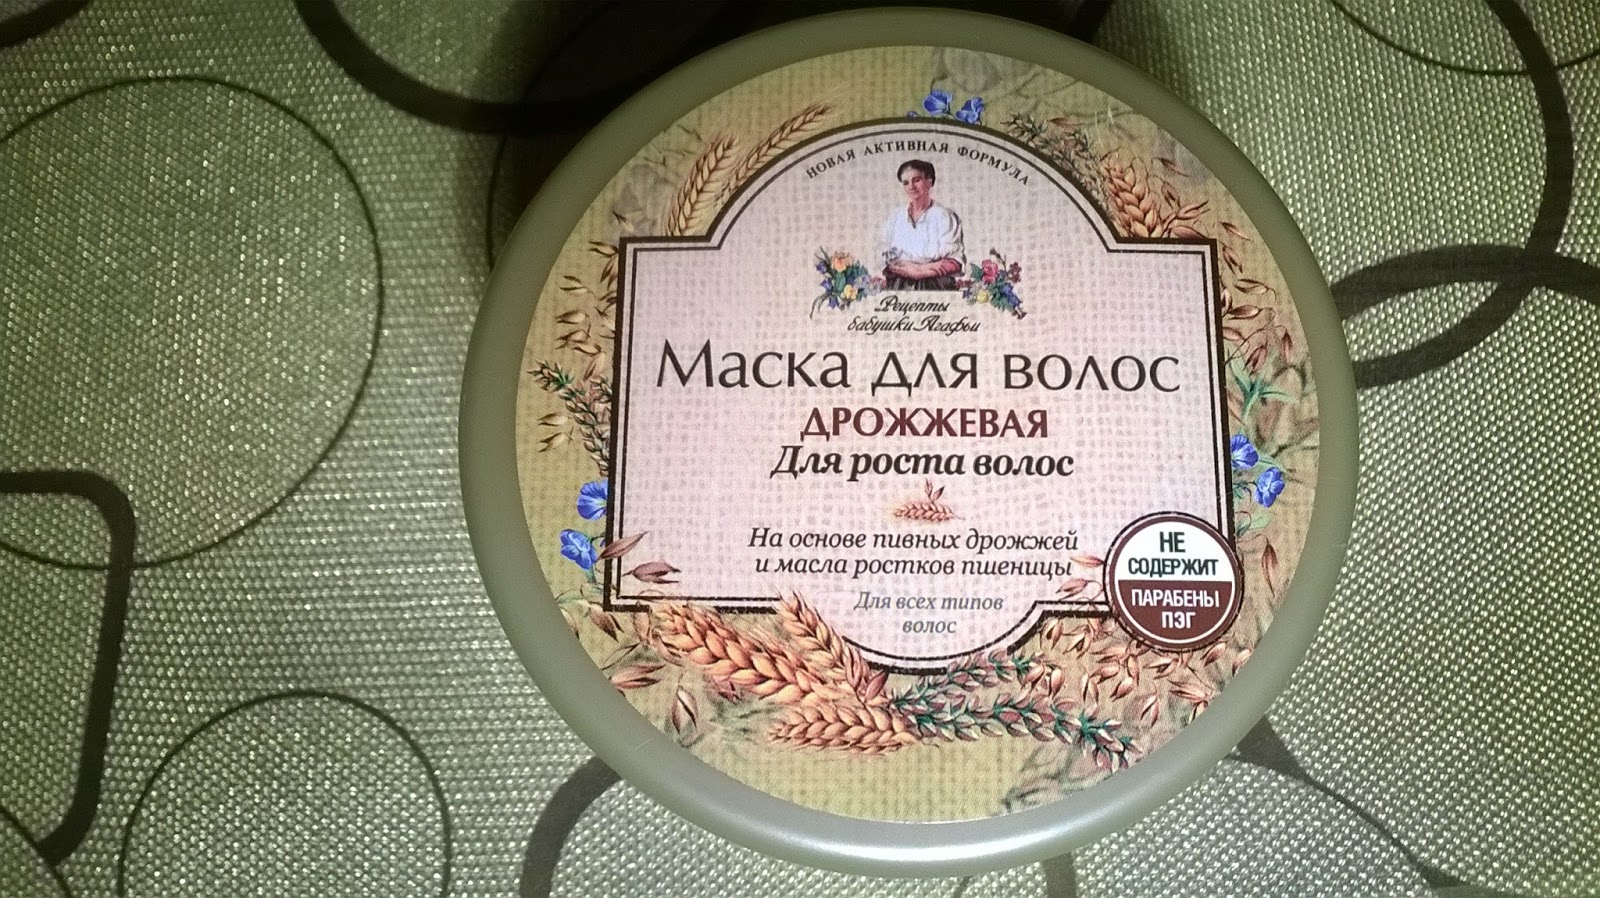 НОВАЯ АКТИВНАЯ ФОРМУЛА
Рецепты
бабушки Агафьи
Маска для волос
ДРОЖЖЕВАЯ
Для роста волос
На основе пивных дрожжей
и масла ростков пшеницы
Для всех типов
волос
НЕ
СОДЕРЖИТ
ПАРАБЕНЫ
ПЭГ